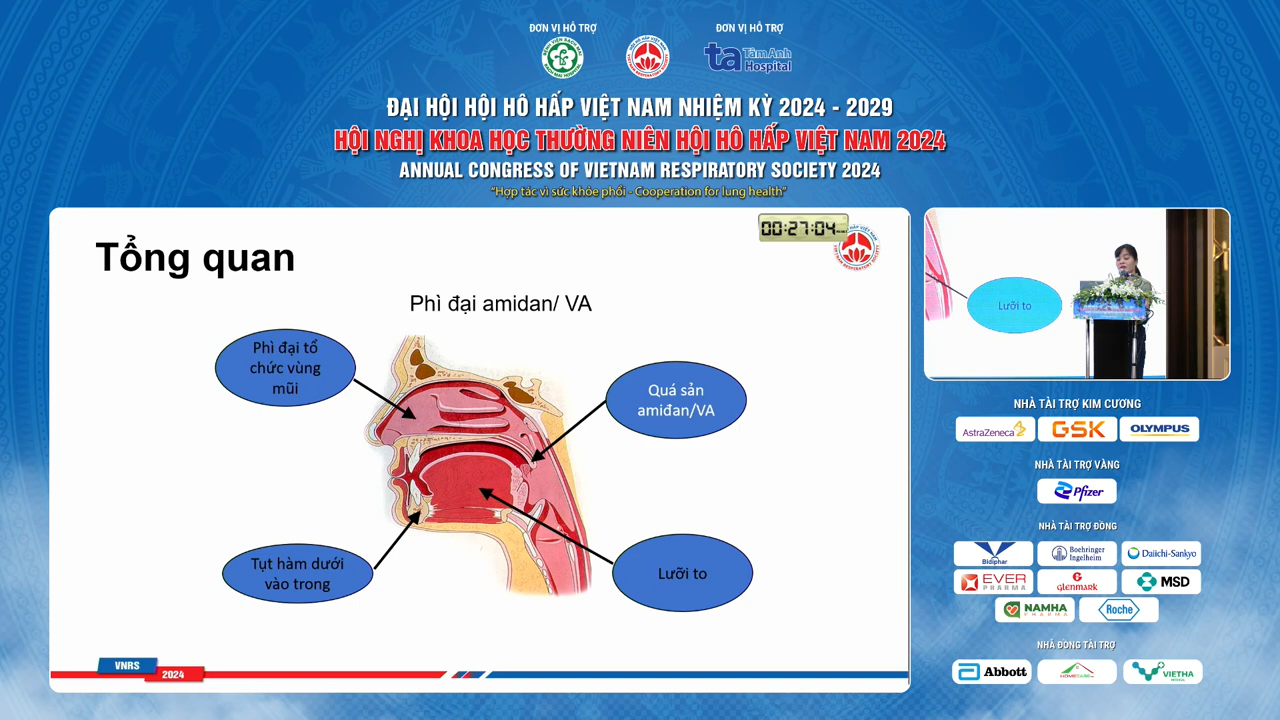 ĐƠN VỊ HỖ TRỢ
ĐƠN VỊ HỖ TRỢ
ta TâmAnh
Hospital
ĐẠI HỘI HỘI HÔ HẤP VIỆT NAM NHIỆM KỲ 2024 - 2029
HỘI NGHỊ KHOA HỌC THƯỜNG NIÊN HỘI HÔ HẤP VIỆT NAM 2024
ANNUAL CONGRESS OF VIETNAM RESPIRATORY SOCIETY 2024
“Hợp tác vì sức khỏe phổi - Cooperation for lung health”
00:27:04
Tổng quan
Phì đại amidan/ VA
Phì đại tổ
chức vùng
mũi
Quá sản
amiđan/VA
Tụt hàm dưới
vào trong
Lưỡi to
VNRS
2024
Lưỡi to
NHÀ TÀI TRỢ KIM CƯƠNG
AstraZeneca
GSK
OLYMPUS
NHÀ TÀI TRỢ VÀNG
Pfizer
NHÀ TÀI TRỢ ĐỒNG
Bidiphar
Boehringer
Ingelheim
Daiichi-Sankyo
EVER
PHARMA
GLENMARK
MSD
NAMHA
PHARMA
Roche
NHÀ ĐỒNG TÀI TRỢ
Abbott
HOMECARE
VIETHA